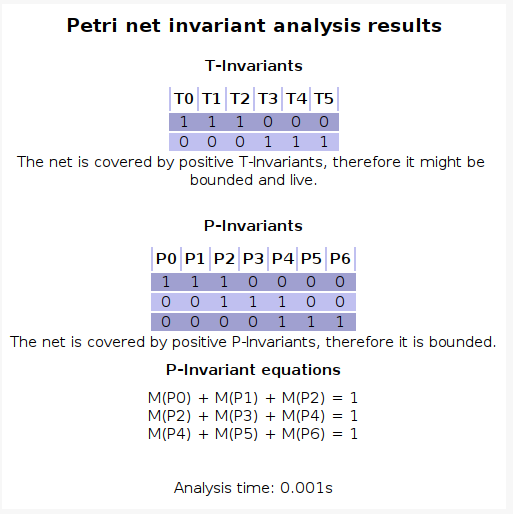 Petri net invariant analysis results
T-Invariants
T0 T1 T2 T3 T4 T5
1 1 1 0 0 0
0 0 0 1 1 1
The net is covered by positive T-Invariants, therefore it might be
bounded and live.
P-Invariants
P0 P1 P2 P3 P4 P5 P6
1 1 1 0 0 0 0
0 0 1 1 1 0 0
0 0 0 0 1 1 1
The net is covered by positive P-Invariants, therefore it is bounded.
P-Invariant equations
M(P0) + M(P1) + M(P2) = 1
M(P2) + M(P3) + M(P4) = 1
M(P4) + M(P5) + M(P6) = 1
Analysis time: 0.001s